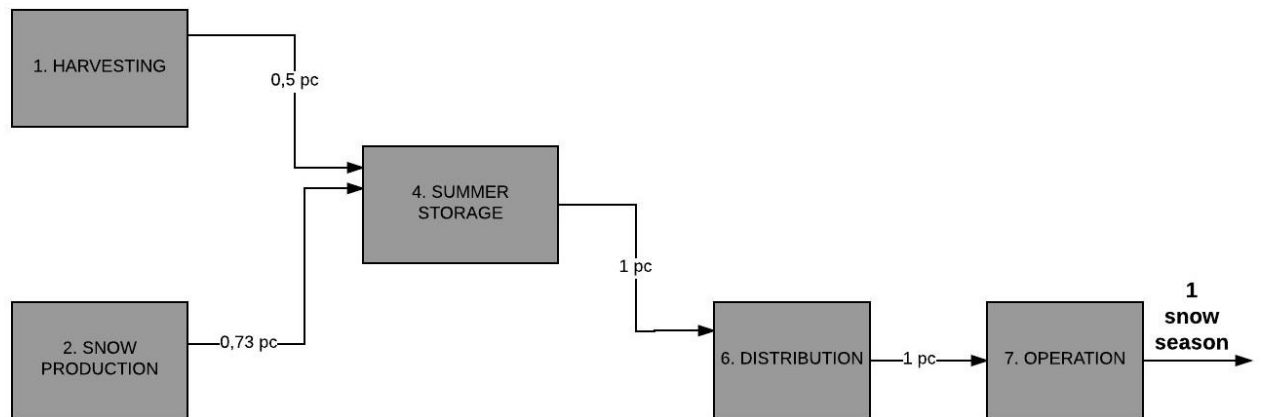 1. HARVESTING
0,5 pc
4. SUMMER
STORAGE
1 pc
2. SNOW
PRODUCTION
0,73 pc
6. DISTRIBUTION
1 pc
7. OPERATION
1
snow
season